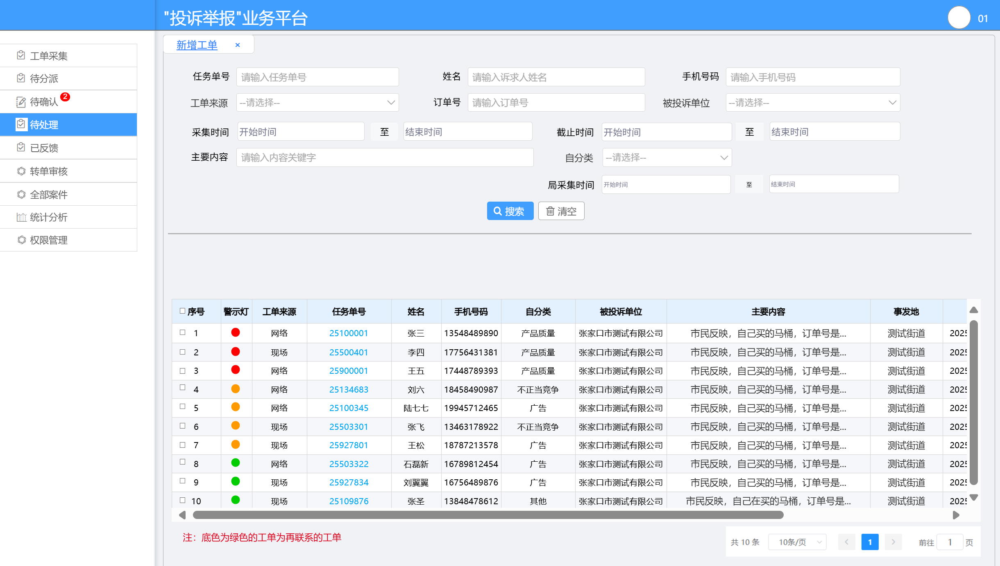 "投诉举报"业务平台
01
工单采集
待分派
待确认
2
待处理
已反馈
转单审核
全部案件
统计分析
权限管理
新增工单 ×
任务单号 请输入任务单号 姓名 请输入诉求人姓名 手机号码 请输入手机号码
工单来源 --请选择-- 订单号 请输入订单号 被投诉单位 --请选择--
采集时间 开始时间 至 结束时间 截止时间 开始时间 至 结束时间
主要内容 请输入内容关键字 自分类 --请选择--
局采集时间 开始时间 至 结束时间
搜索 清空
序号 警示灯 工单来源 任务单号 姓名 手机号码 自分类 被投诉单位 主要内容 事发地
1 网络 25100001 张三 13548489890 产品质量 张家口市测试有限公司 市民反映，自己买的马桶，订单号是... 测试街道 2025
2 现场 25500401 李四 17756431381 产品质量 张家口市测试有限公司 市民反映，自己买的马桶，订单号是... 测试街道 2025
3 网络 25900001 王五 17448789393 产品质量 张家口市测试有限公司 市民反映，自己买的马桶，订单号是... 测试街道 2025
4 网络 25134683 刘六 18458490987 不正当竞争 张家口市测试有限公司 市民反映，自己买的马桶，订单号是... 测试街道 2025
5 网络 25100345 陆七七 19945712465 广告 张家口市测试有限公司 市民反映，自己买的马桶，订单号是... 测试街道 2025
6 现场 25503301 张飞 13463178922 不正当竞争 张家口市测试有限公司 市民反映，自己买的马桶，订单号是... 测试街道 2025
7 现场 25927801 王松 18787213578 广告 张家口市测试有限公司 市民反映，自己买的马桶，订单号是... 测试街道 2025
8 网络 25503322 石磊新 16789812454 广告 张家口市测试有限公司 市民反映，自己买的马桶，订单号是... 测试街道 2025
9 现场 25927834 刘翼翼 16756489876 广告 张家口市测试有限公司 市民反映，自己买的马桶，订单号是... 测试街道 2025
10 现场 25109876 张圣 13848478612 其他 张家口市测试有限公司 市民反映，自己在买的马桶，订单号是... 测试街道 2025
注：底色为绿色的工单为再联系的工单
共 10 条 10条/页 1 前往 1 页